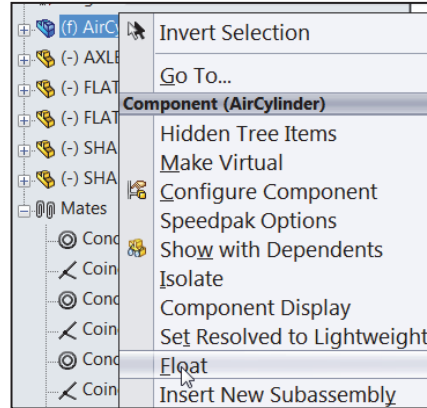 (f) AirCy
(-) AXLE
(-) FLAT
(-) FLAT
(-) SHA
(-) SHA
Mates
Conc
Coin
Conc
Coin
Conc
Coin
Invert Selection
Go To...
Component (AirCylinder)
Hidden Tree Items
Make Virtual
Configure Component
Speedpak Options
Show with Dependents
Isolate
Component Display
Set Resolved to Lightweight
Float
Insert New Subassembly